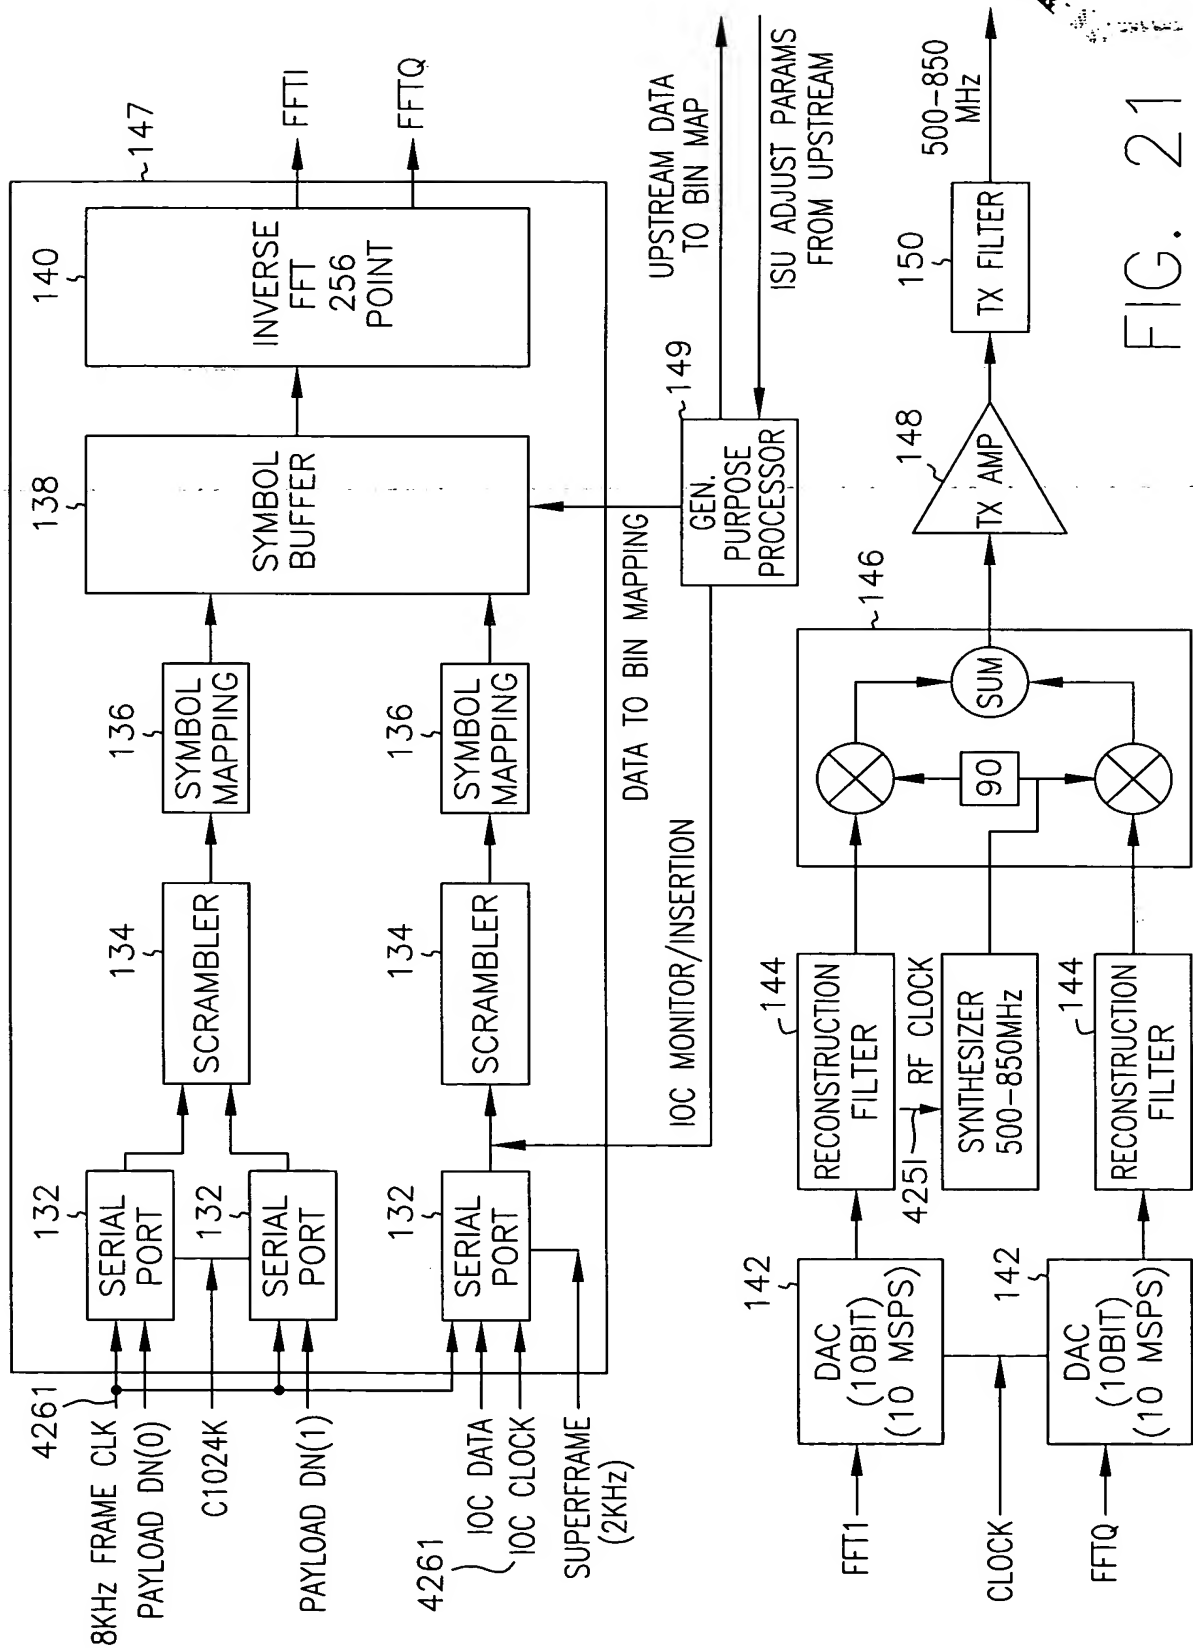 8KHz FRAME CLK
4261
PAYLOAD DN(0)
C1024K
PAYLOAD DN(1)
4261
IOC DATA
IOC CLOCK
SUPERFRAME
(2KHz)
132
SERIAL
PORT
132
SERIAL
PORT
132
SERIAL
PORT
134
SCRAMBLER
134
SCRAMBLER
136
SYMBOL
MAPPING
136
SYMBOL
MAPPING
138
SYMBOL
BUFFER
140
INVERSE
FFT
256
POINT
147
FFTI
FFTQ
IOC MONITOR/INSERTION
DATA TO BIN MAPPING
149
GEN.
PURPOSE
PROCESSOR
UPSTREAM DATA
TO BIN MAP
ISU ADJUST PARAMS
FROM UPSTREAM
FFT1
CLOCK
FFTQ
142
DAC
(10BIT)
(10 MSPS)
142
DAC
(10BIT)
(10 MSPS)
144
RECONSTRUCTION
FILTER
4251
RF CLOCK
SYNTHESIZER
500-850MHz
144
RECONSTRUCTION
FILTER
146
90
SUM
148
TX AMP
150
TX FILTER
500-850
MHz
FIG. 21